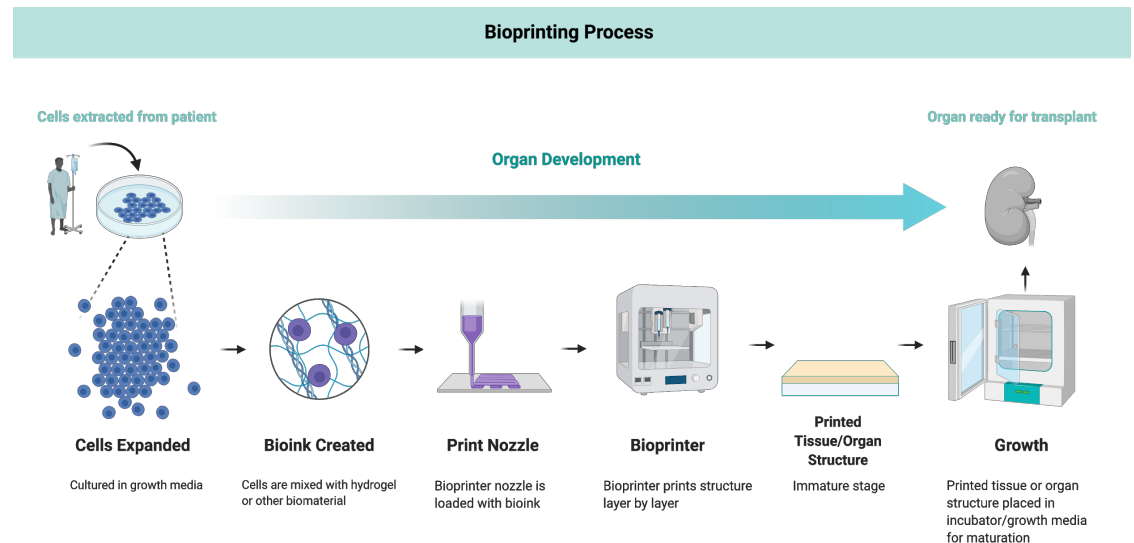 Bioprinting Process
Cells extracted from patient
Organ ready for transplant
Organ Development
Cells Expanded
Cultured in growth media
Bioink Created
Cells are mixed with hydrogel
or other biomaterial
Print Nozzle
Bioprinter nozzle is
loaded with bioink
Bioprinter
Bioprinter prints structure
layer by layer
Printed
Tissue/Organ
Structure
Immature stage
Growth
Printed tissue or organ
structure placed in
incubator/growth media
for maturation